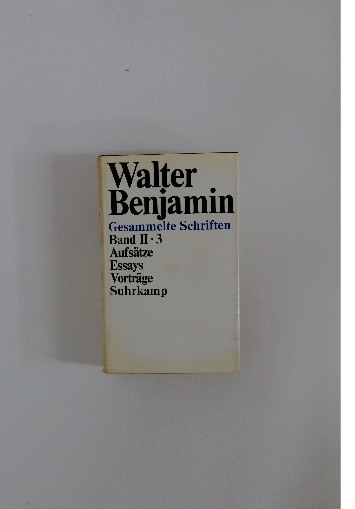 Walter
Benjamin
Gesammelte Schriften
Band II·3
Aufsätze
Essays
Vorträge
Suhrkamp